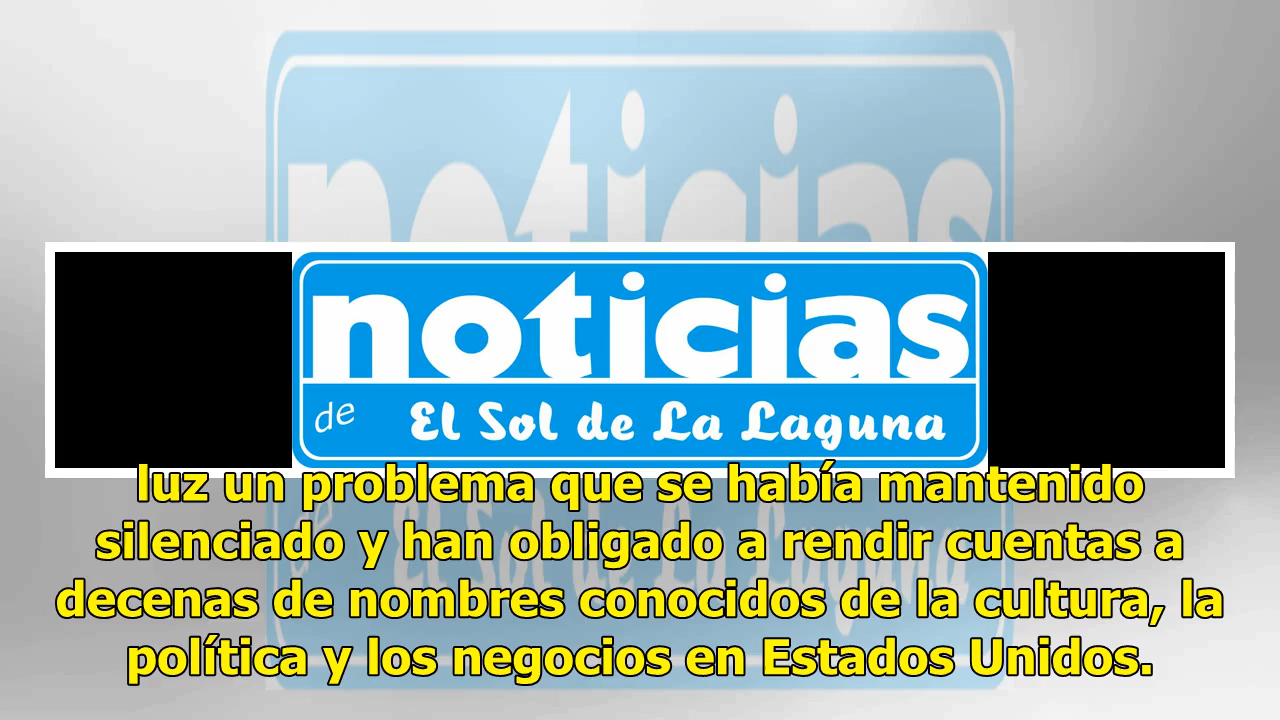 noticias
noticias
de El Sol de La Laguna
luz un problema que se había mantenido
silenciado y han obligado a rendir cuentas a
decenas de nombres conocidos de la cultura, la
política y los negocios en Estados Unidos.